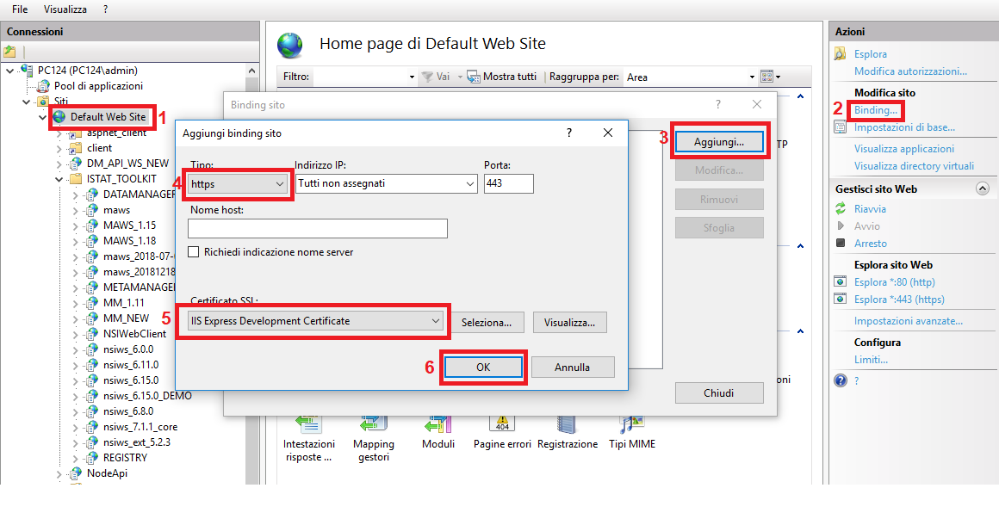 File Visualizza ?
Connessioni
PC124 (PC124\admin)
Pool di applicazioni
Siti
Default Web Site
1
aspnet_client
client
DM_API_WS_NEW
ISTAT_TOOLKIT
DATAMANAGER
maws
MAWS_1.15
MAWS_1.18
maws_2018-07-
maws_20181218
METAMANAGER
MM_1.11
MM_NEW
NSIWebClient
nsiws_6.0.0
nsiws_6.11.0
nsiws_6.15.0
nsiws_6.15.0_DEMO
nsiws_6.8.0
nsiws_7.1.1_core
nsiws_ext_5.2.3
REGISTRY
NodeApi
Home page di Default Web Site
Filtro: Vai Mostra tutti Raggruppa per: Area
Binding sito ?
3 Aggiungi...
TP
Modifica...
Rimuovi
Sfoglia
Chiudi
oni
Aggiungi binding sito ?
Tipo: Indirizzo IP: Porta:
4 https Tutti non assegnati 443
Nome host:
Richiedi indicazione nome server
Certificato SSL:
5 IIS Express Development Certificate Seleziona... Visualizza...
6 OK Annulla
404
Intestazioni Mapping Moduli Pagine errori Registrazione Tipi MIME
risposte ... gestori
Azioni
Esplora
Modifica autorizzazioni...
Modifica sito
2 Binding...
Impostazioni di base...
Visualizza applicazioni
Visualizza directory virtuali
Gestisci sito Web
Riavvia
Avvio
Arresto
Esplora sito Web
Esplora *:80 (http)
Esplora *:443 (https)
Impostazioni avanzate...
Configura
Limiti...
?